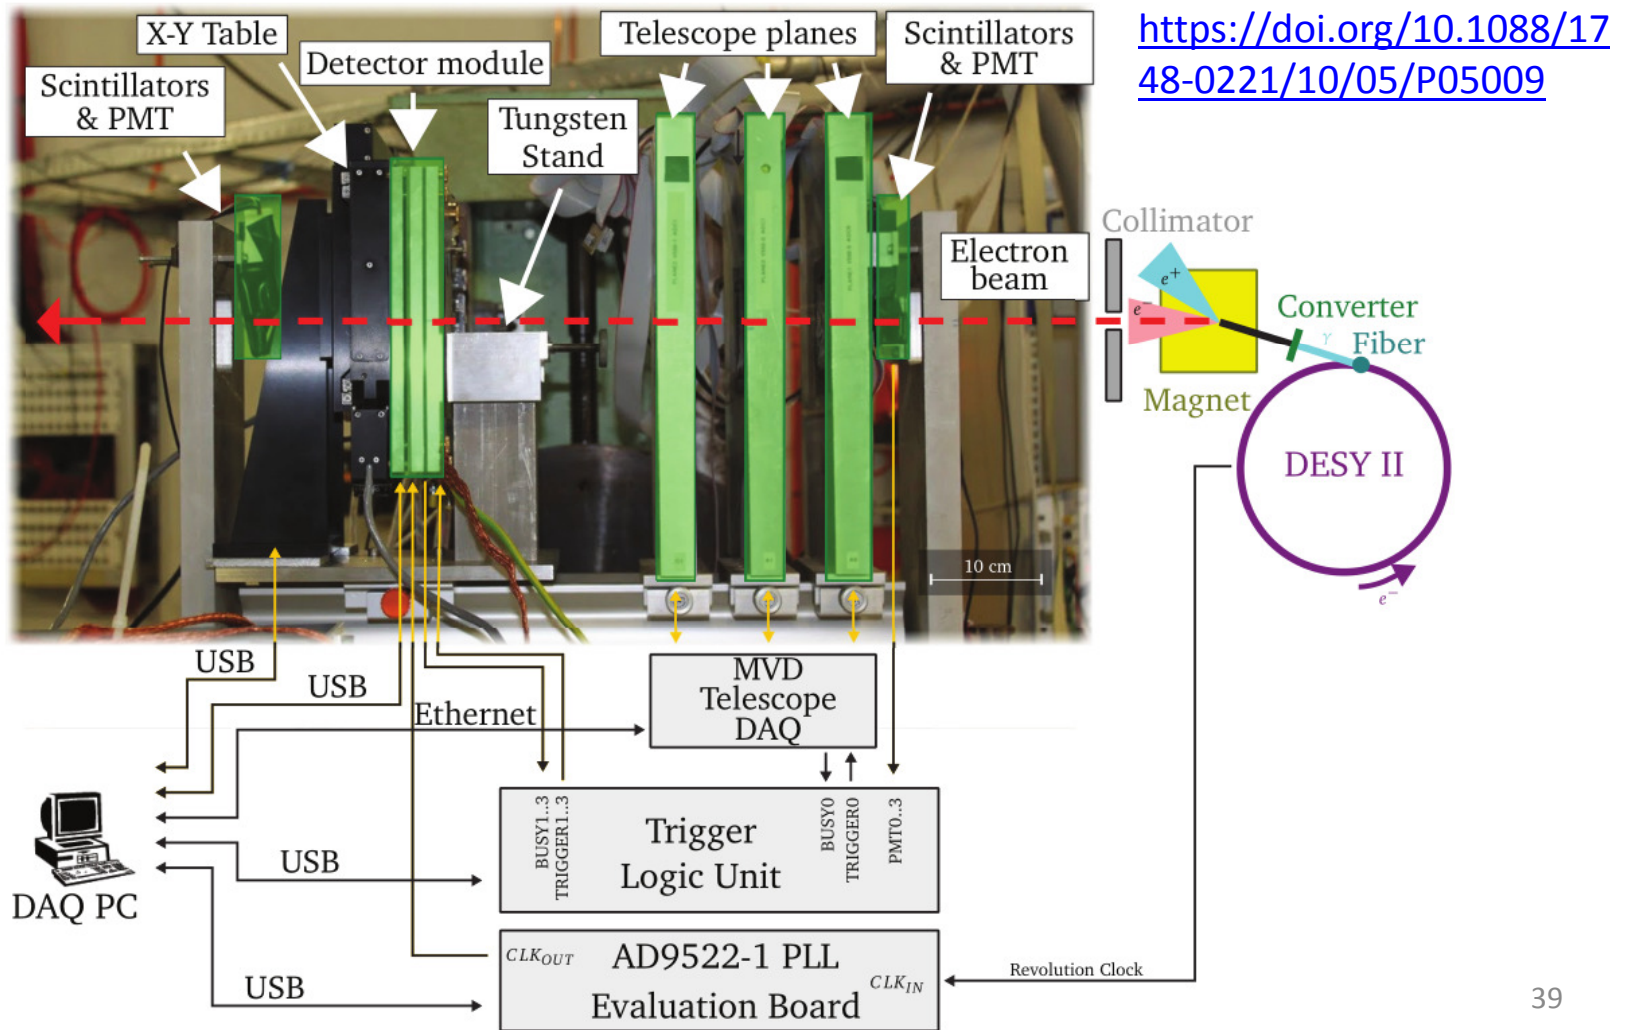 https://doi.org/10.1088/17
48-0221/10/05/P05009
X-Y Table
Detector module
Telescope planes
Scintillators
& PMT
Scintillators
& PMT
Tungsten
Stand
Electron
beam
Collimator
e+
e−
Converter
γ
Fiber
Magnet
DESY II
e−
10 cm
USB
USB
Ethernet
MVD
Telescope
DAQ
BUSY1..3
TRIGGER1..3
BUSY0
TRIGGER0
PMT0..3
Trigger
Logic Unit
USB
DAQ PC
CLKOUT
AD9522-1 PLL
Evaluation Board
CLKIN
Revolution Clock
USB
39